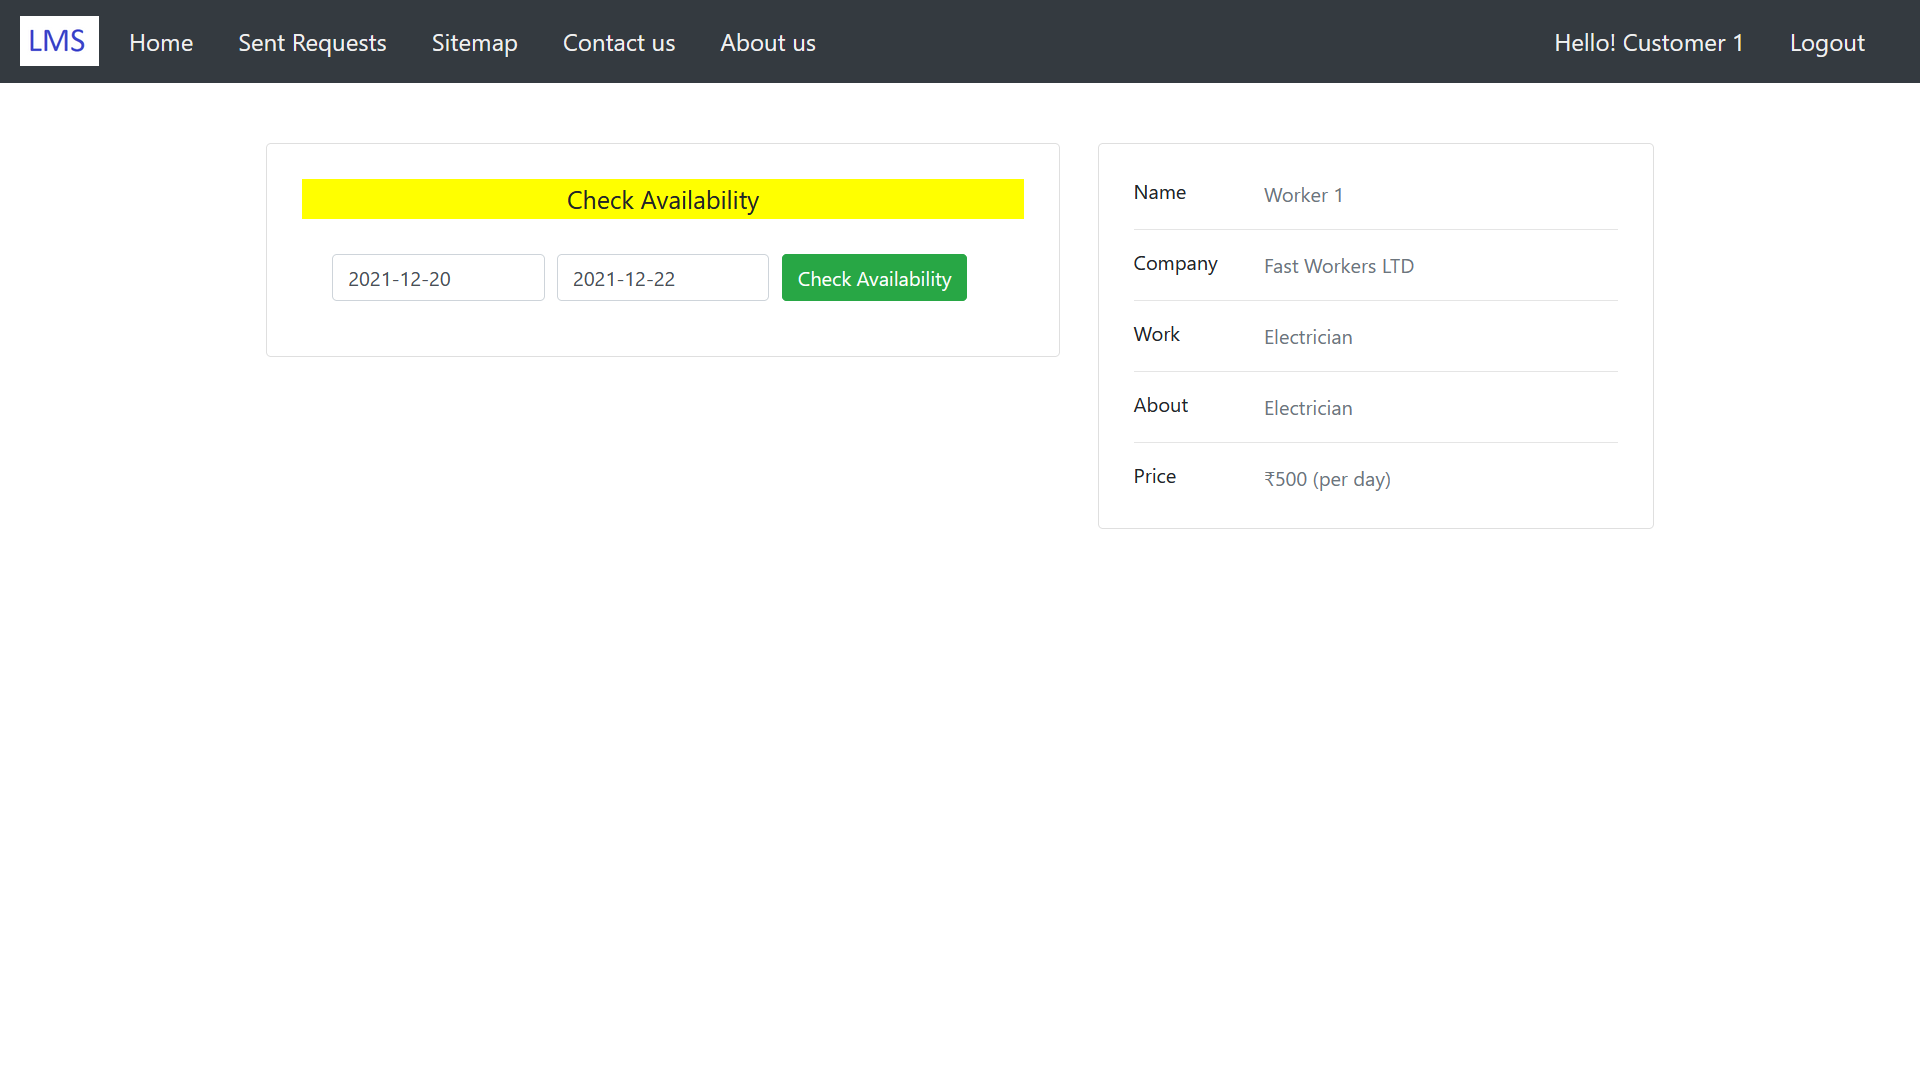 LMS Home Sent Requests Sitemap Contact us About us Hello! Customer 1 Logout
Check Availability
2021-12-20 2021-12-22 Check Availability
Name Worker 1
Company Fast Workers LTD
Work Electrician
About Electrician
Price ₹500 (per day)